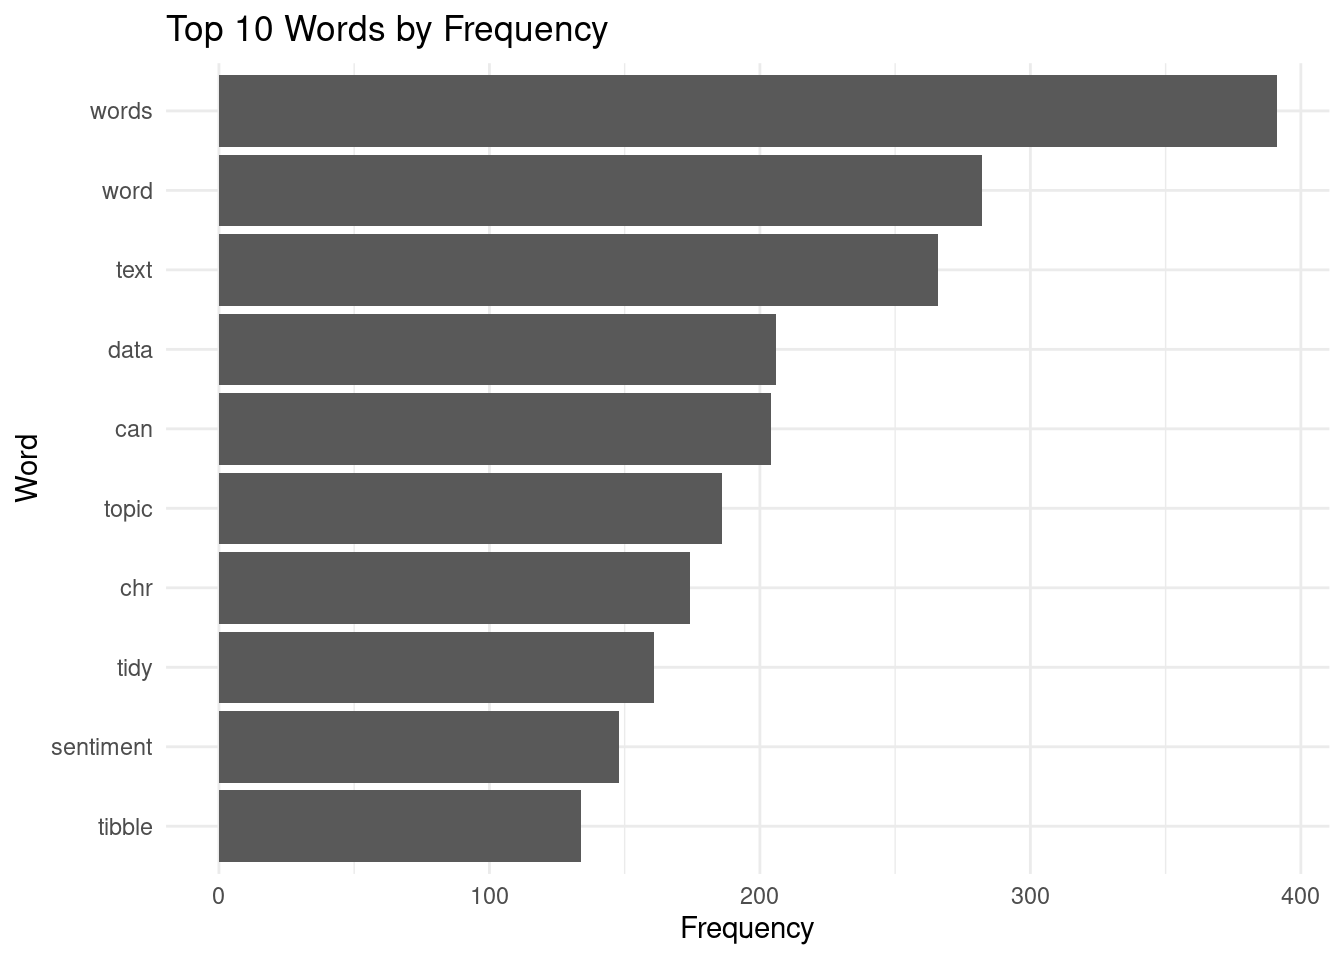 Top 10 Words by Frequency
words
word
text
data
can
topic
chr
tidy
sentiment
tibble
Word
0 100 200 300 400
Frequency